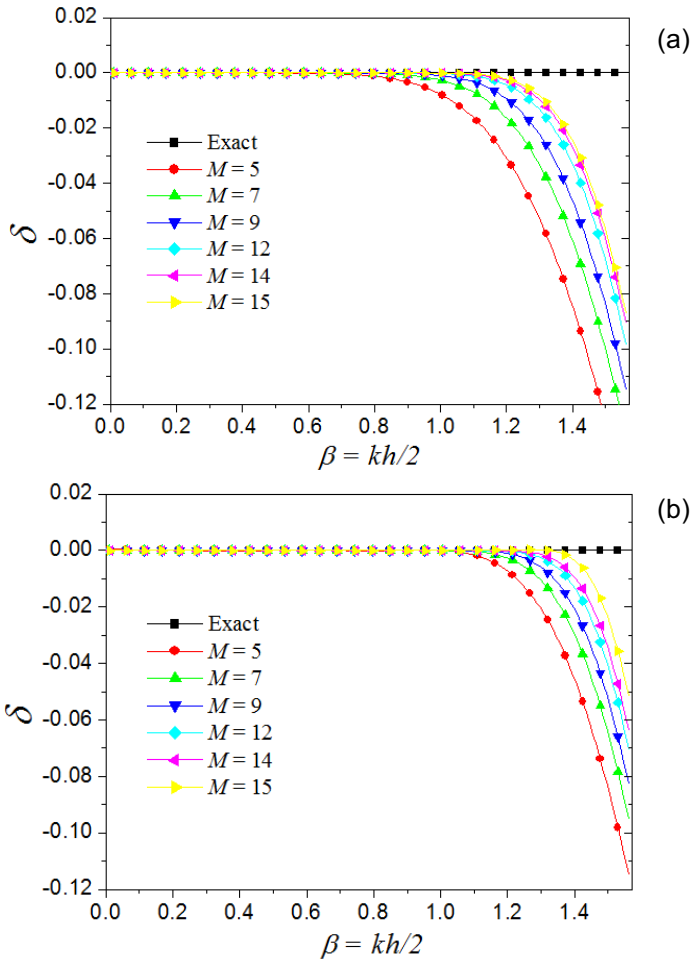 (a)
0.02
0.00
-0.02
-0.04
-0.06
-0.08
-0.10
-0.12
δ
Exact
M = 5
M = 7
M = 9
M = 12
M = 14
M = 15
0.0 0.2 0.4 0.6 0.8 1.0 1.2 1.4
β = kh/2
(b)
0.02
0.00
-0.02
-0.04
-0.06
-0.08
-0.10
-0.12
δ
Exact
M = 5
M = 7
M = 9
M = 12
M = 14
M = 15
0.0 0.2 0.4 0.6 0.8 1.0 1.2 1.4
β = kh/2